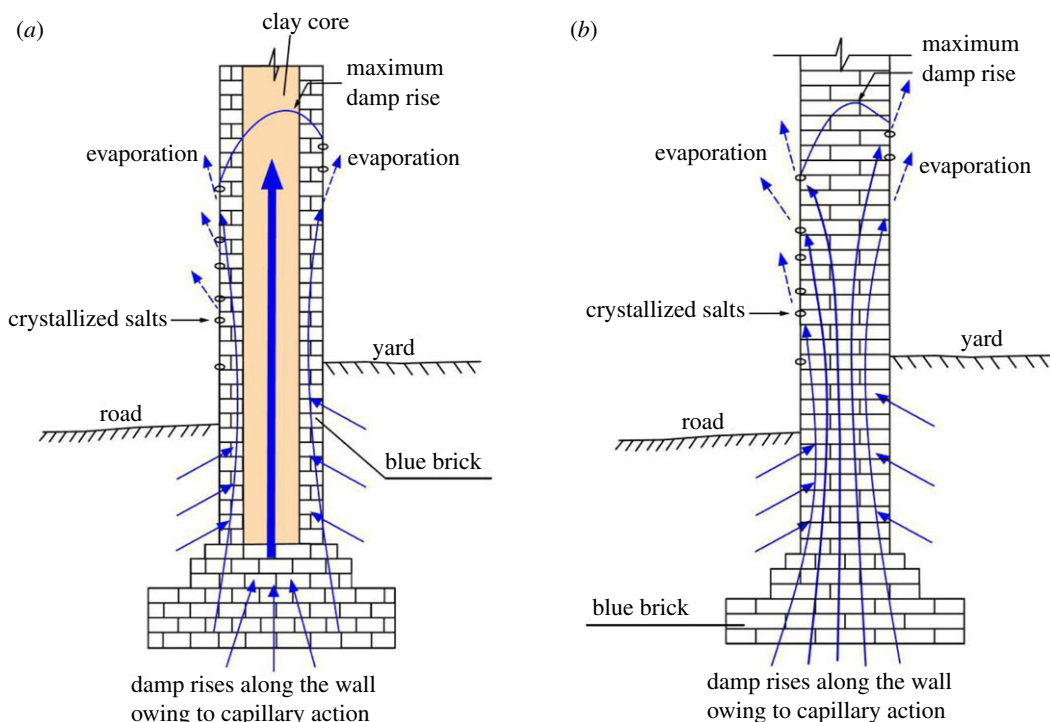 (a)
clay core
maximum
damp rise
evaporation
evaporation
crystallized salts
yard
road
blue brick
damp rises along the wall
owing to capillary action
(b)
maximum
damp rise
evaporation
evaporation
crystallized salts
yard
road
blue brick
damp rises along the wall
owing to capillary action